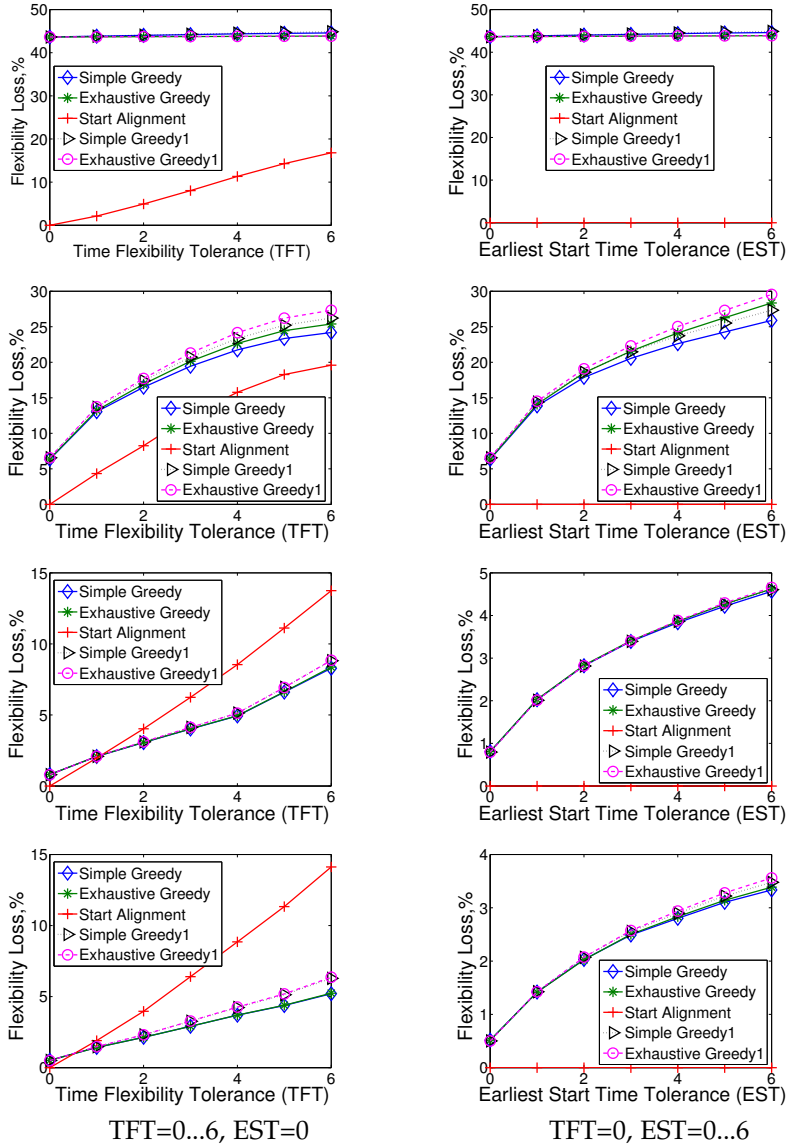 50
40
30
20
10
0
Flexibility Loss,%
Simple Greedy
Exhaustive Greedy
Start Alignment
Simple Greedy1
Exhaustive Greedy1
0 2 4 6
Time Flexibility Tolerance (TFT)
50
40
30
20
10
0
Flexibility Loss,%
Simple Greedy
Exhaustive Greedy
Start Alignment
Simple Greedy1
Exhaustive Greedy1
0 2 4 6
Earliest Start Time Tolerance (EST)
30
25
20
15
10
5
0
Flexibility Loss,%
Simple Greedy
Exhaustive Greedy
Start Alignment
Simple Greedy1
Exhaustive Greedy1
0 2 4 6
Time Flexibility Tolerance (TFT)
30
25
20
15
10
5
0
Flexibility Loss,%
Simple Greedy
Exhaustive Greedy
Start Alignment
Simple Greedy1
Exhaustive Greedy1
0 2 4 6
Earliest Start Time Tolerance (EST)
15
10
5
0
Flexibility Loss,%
Simple Greedy
Exhaustive Greedy
Start Alignment
Simple Greedy1
Exhaustive Greedy1
0 2 4 6
Time Flexibility Tolerance (TFT)
5
4
3
2
1
0
Flexibility Loss,%
Simple Greedy
Exhaustive Greedy
Start Alignment
Simple Greedy1
Exhaustive Greedy1
0 2 4 6
Earliest Start Time Tolerance (EST)
15
10
5
0
Flexibility Loss,%
Simple Greedy
Exhaustive Greedy
Start Alignment
Simple Greedy1
Exhaustive Greedy1
0 2 4 6
Time Flexibility Tolerance (TFT)
4
3
2
1
0
Flexibility Loss,%
Simple Greedy
Exhaustive Greedy
Start Alignment
Simple Greedy1
Exhaustive Greedy1
0 2 4 6
Earliest Start Time Tolerance (EST)
TFT=0...6, EST=0
TFT=0, EST=0...6